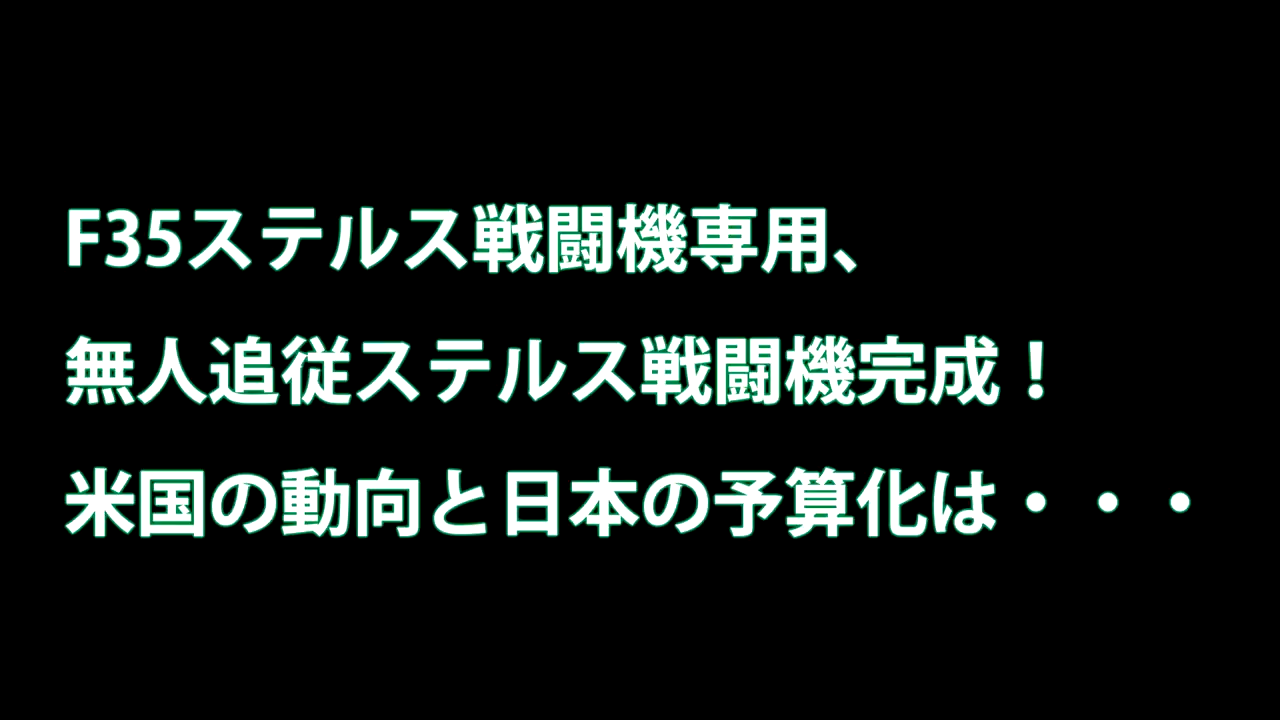 F35ステルス戦闘機専用、
無人追従ステルス戦闘機完成！
米国の動向と日本の予算化は・・・